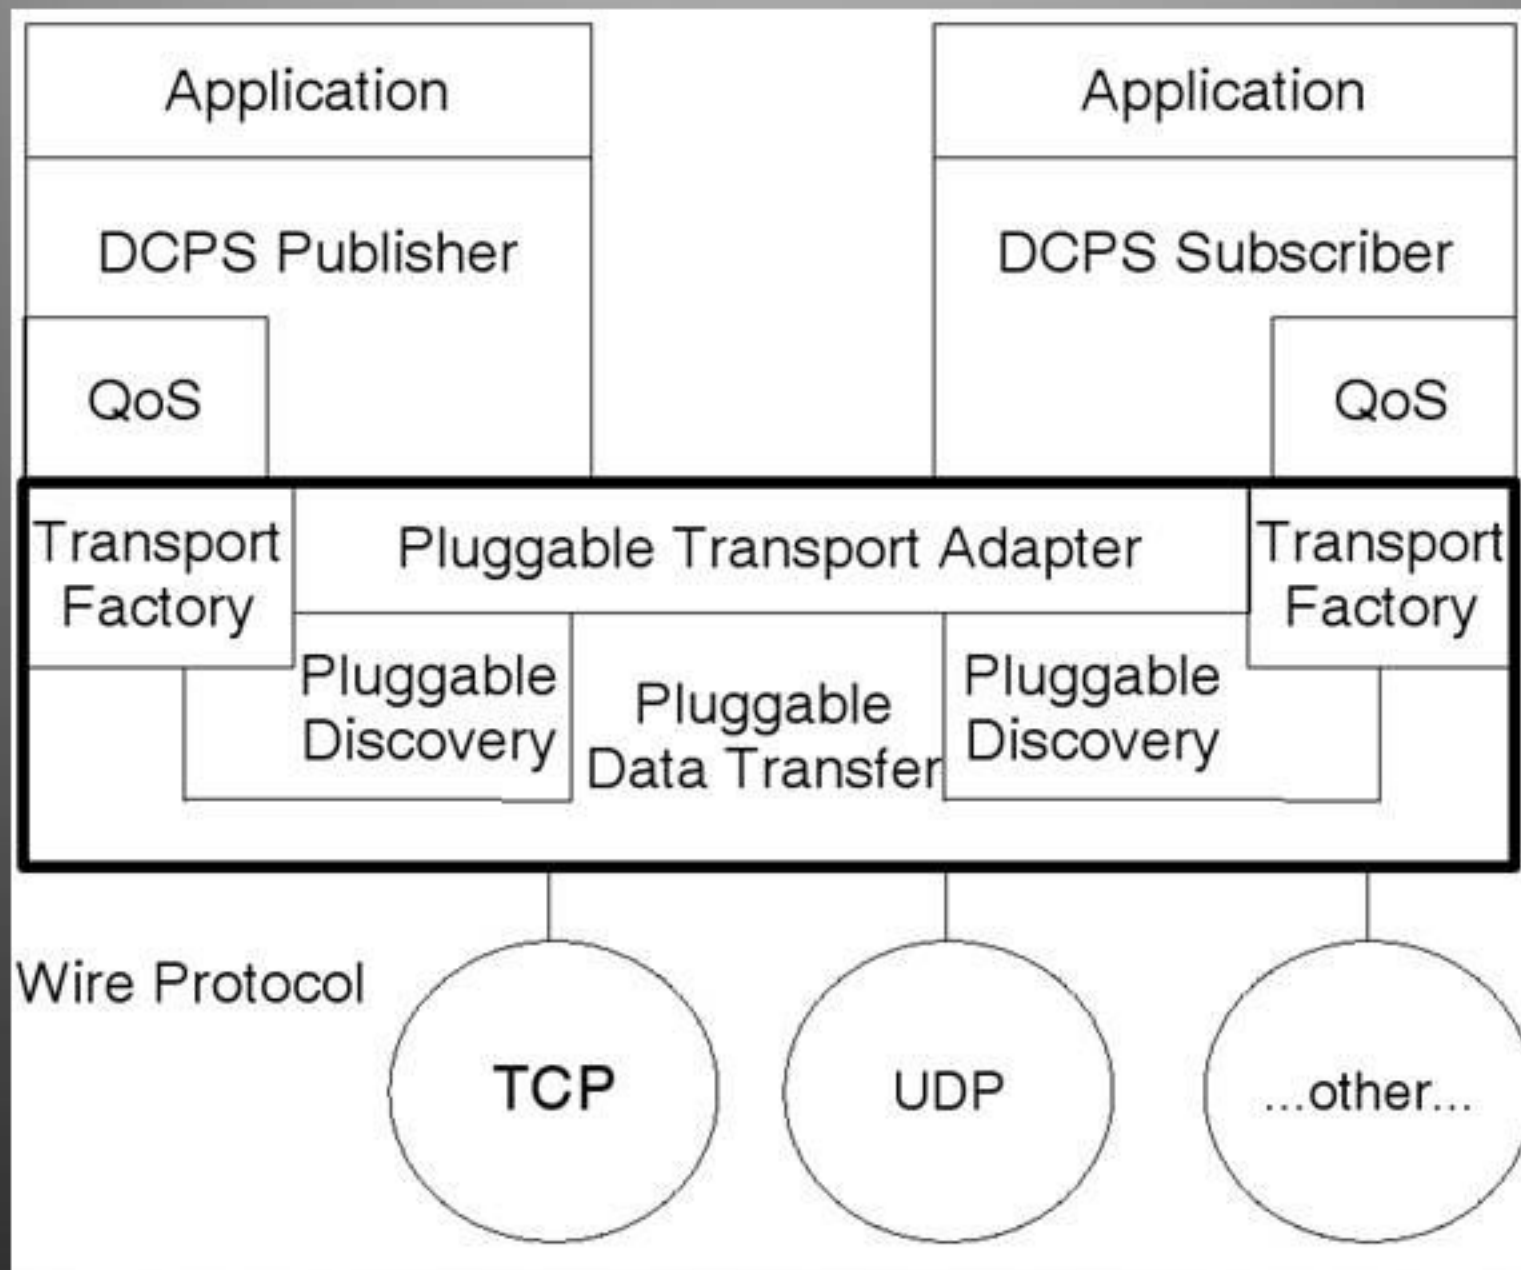 Application
Application
DCPS Publisher
DCPS Subscriber
QoS
QoS
Transport
Factory
Pluggable Transport Adapter
Transport
Factory
Pluggable
Discovery
Pluggable
Data Transfer
Pluggable
Discovery
Wire Protocol
TCP
UDP
...other...